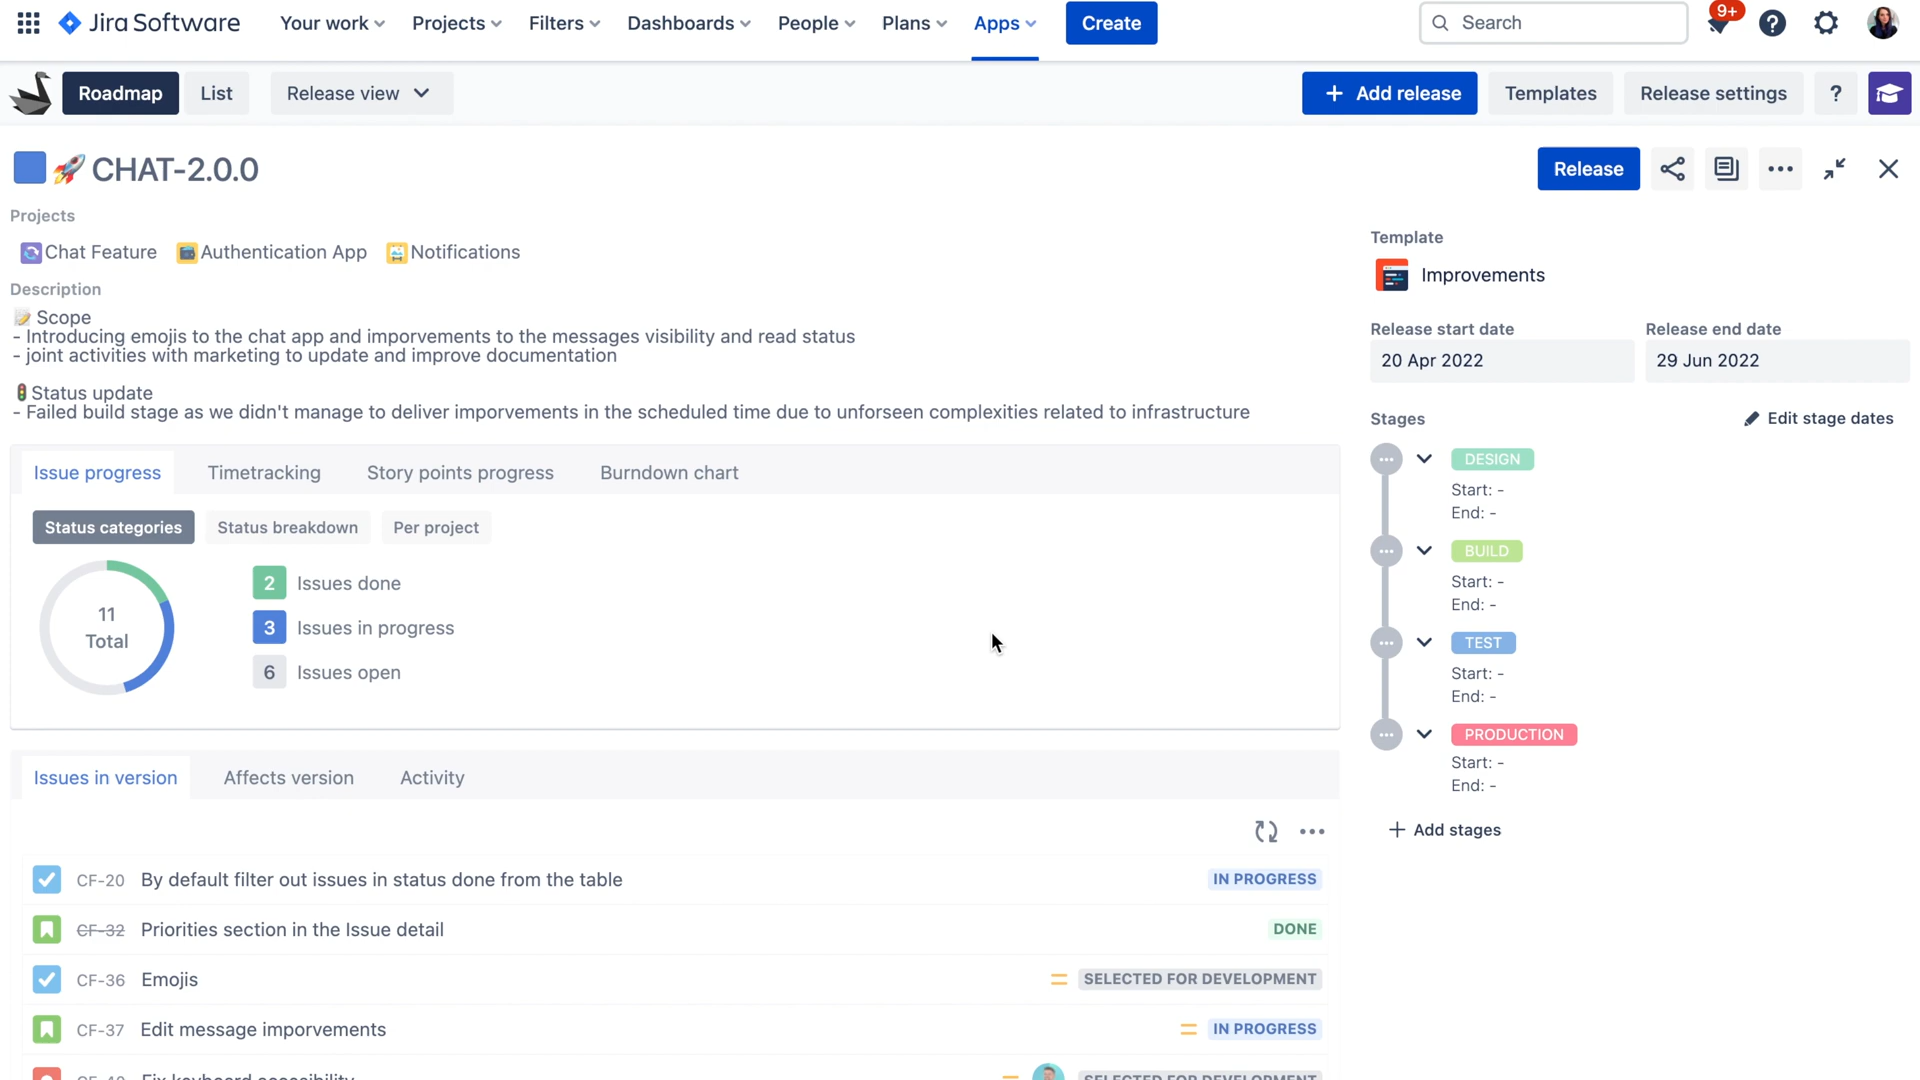 Jira Software
Your work
Projects
Filters
Dashboards
People
Plans
Apps
Create
Search
9+
Roadmap
List
Release view
+ Add release
Templates
Release settings
?
CHAT-2.0.0
Release
Projects
Chat Feature
Authentication App
Notifications
Description
Scope
- Introducing emojis to the chat app and imporvements to the messages visibility and read status
- joint activities with marketing to update and improve documentation
Status update
- Failed build stage as we didn't manage to deliver imporvements in the scheduled time due to unforseen complexities related to infrastructure
Template
Improvements
Release start date
Release end date
20 Apr 2022
29 Jun 2022
Stages
Edit stage dates
DESIGN
Start: -
End: -
BUILD
Start: -
End: -
TEST
Start: -
End: -
PRODUCTION
Start: -
End: -
+ Add stages
Issue progress
Timetracking
Story points progress
Burndown chart
Status categories
Status breakdown
Per project
11
Total
2 Issues done
3 Issues in progress
6 Issues open
Issues in version
Affects version
Activity
CF-20 By default filter out issues in status done from the table IN PROGRESS
CF-32 Priorities section in the Issue detail DONE
CF-36 Emojis SELECTED FOR DEVELOPMENT
CF-37 Edit message imporvements IN PROGRESS
Fix keyboard SELECTED FOR DEVELOPMENT